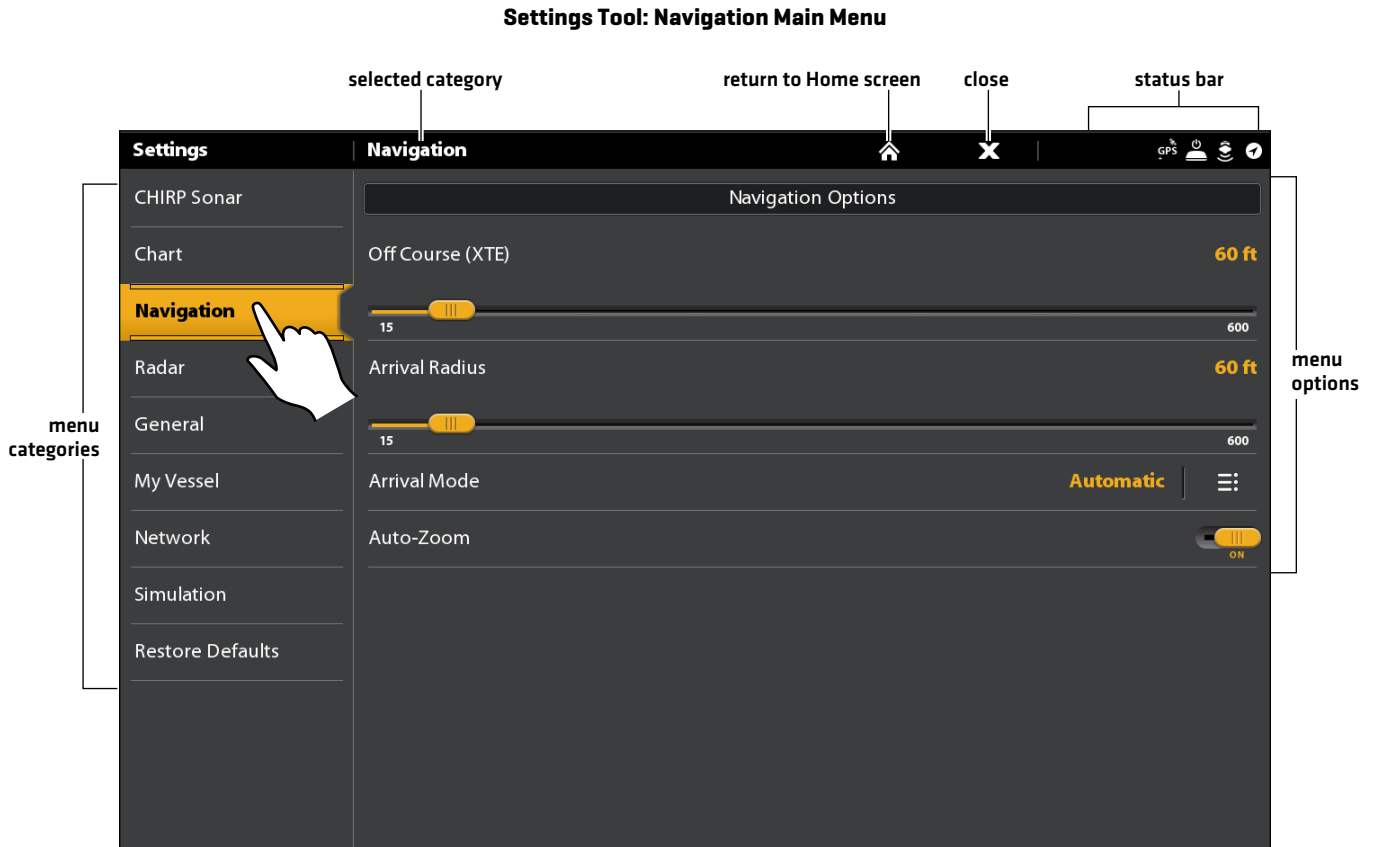 Settings Tool: Navigation Main Menu
selected category
return to Home screen
close
status bar
Settings
Navigation
GPS
CHIRP Sonar
Chart
Navigation
Radar
General
My Vessel
Network
Simulation
Restore Defaults
Navigation Options
Off Course (XTE)
60 ft
15
600
Arrival Radius
60 ft
15
600
Arrival Mode
Automatic
Auto-Zoom
ON
menu
categories
menu
options